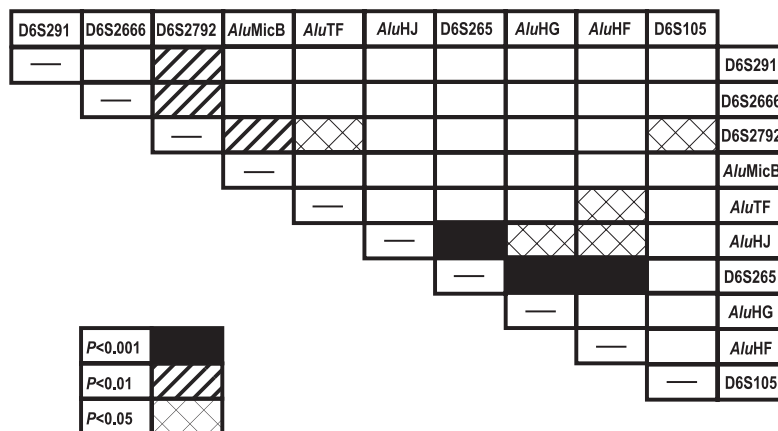 D6S291 D6S2666 D6S2792 AluMicB AluTF AluHJ D6S265 AluHG AluHF D6S105
— D6S291
— D6S2666
— D6S2792
— AluMicB
— AluTF
— AluHJ
— D6S265
— AluHG
P<0.001 — AluHF
P<0.01 — D6S105
P<0.05